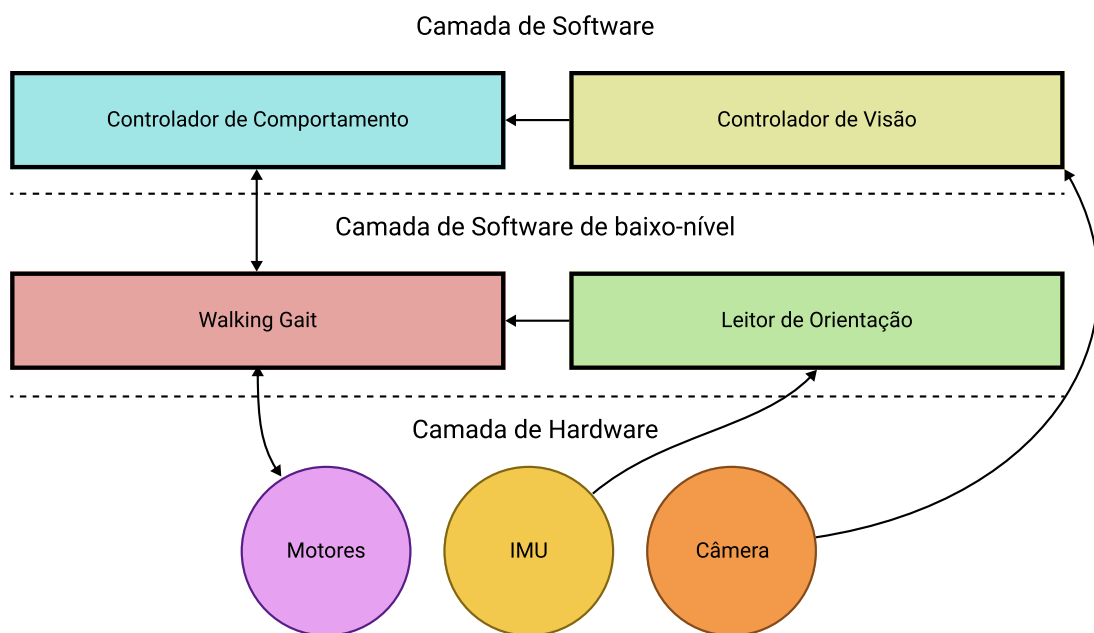 Camada de Software
Controlador de Comportamento
Controlador de Visão
Camada de Software de baixo-nível
Walking Gait
Leitor de Orientação
Camada de Hardware
Motores
IMU
Câmera